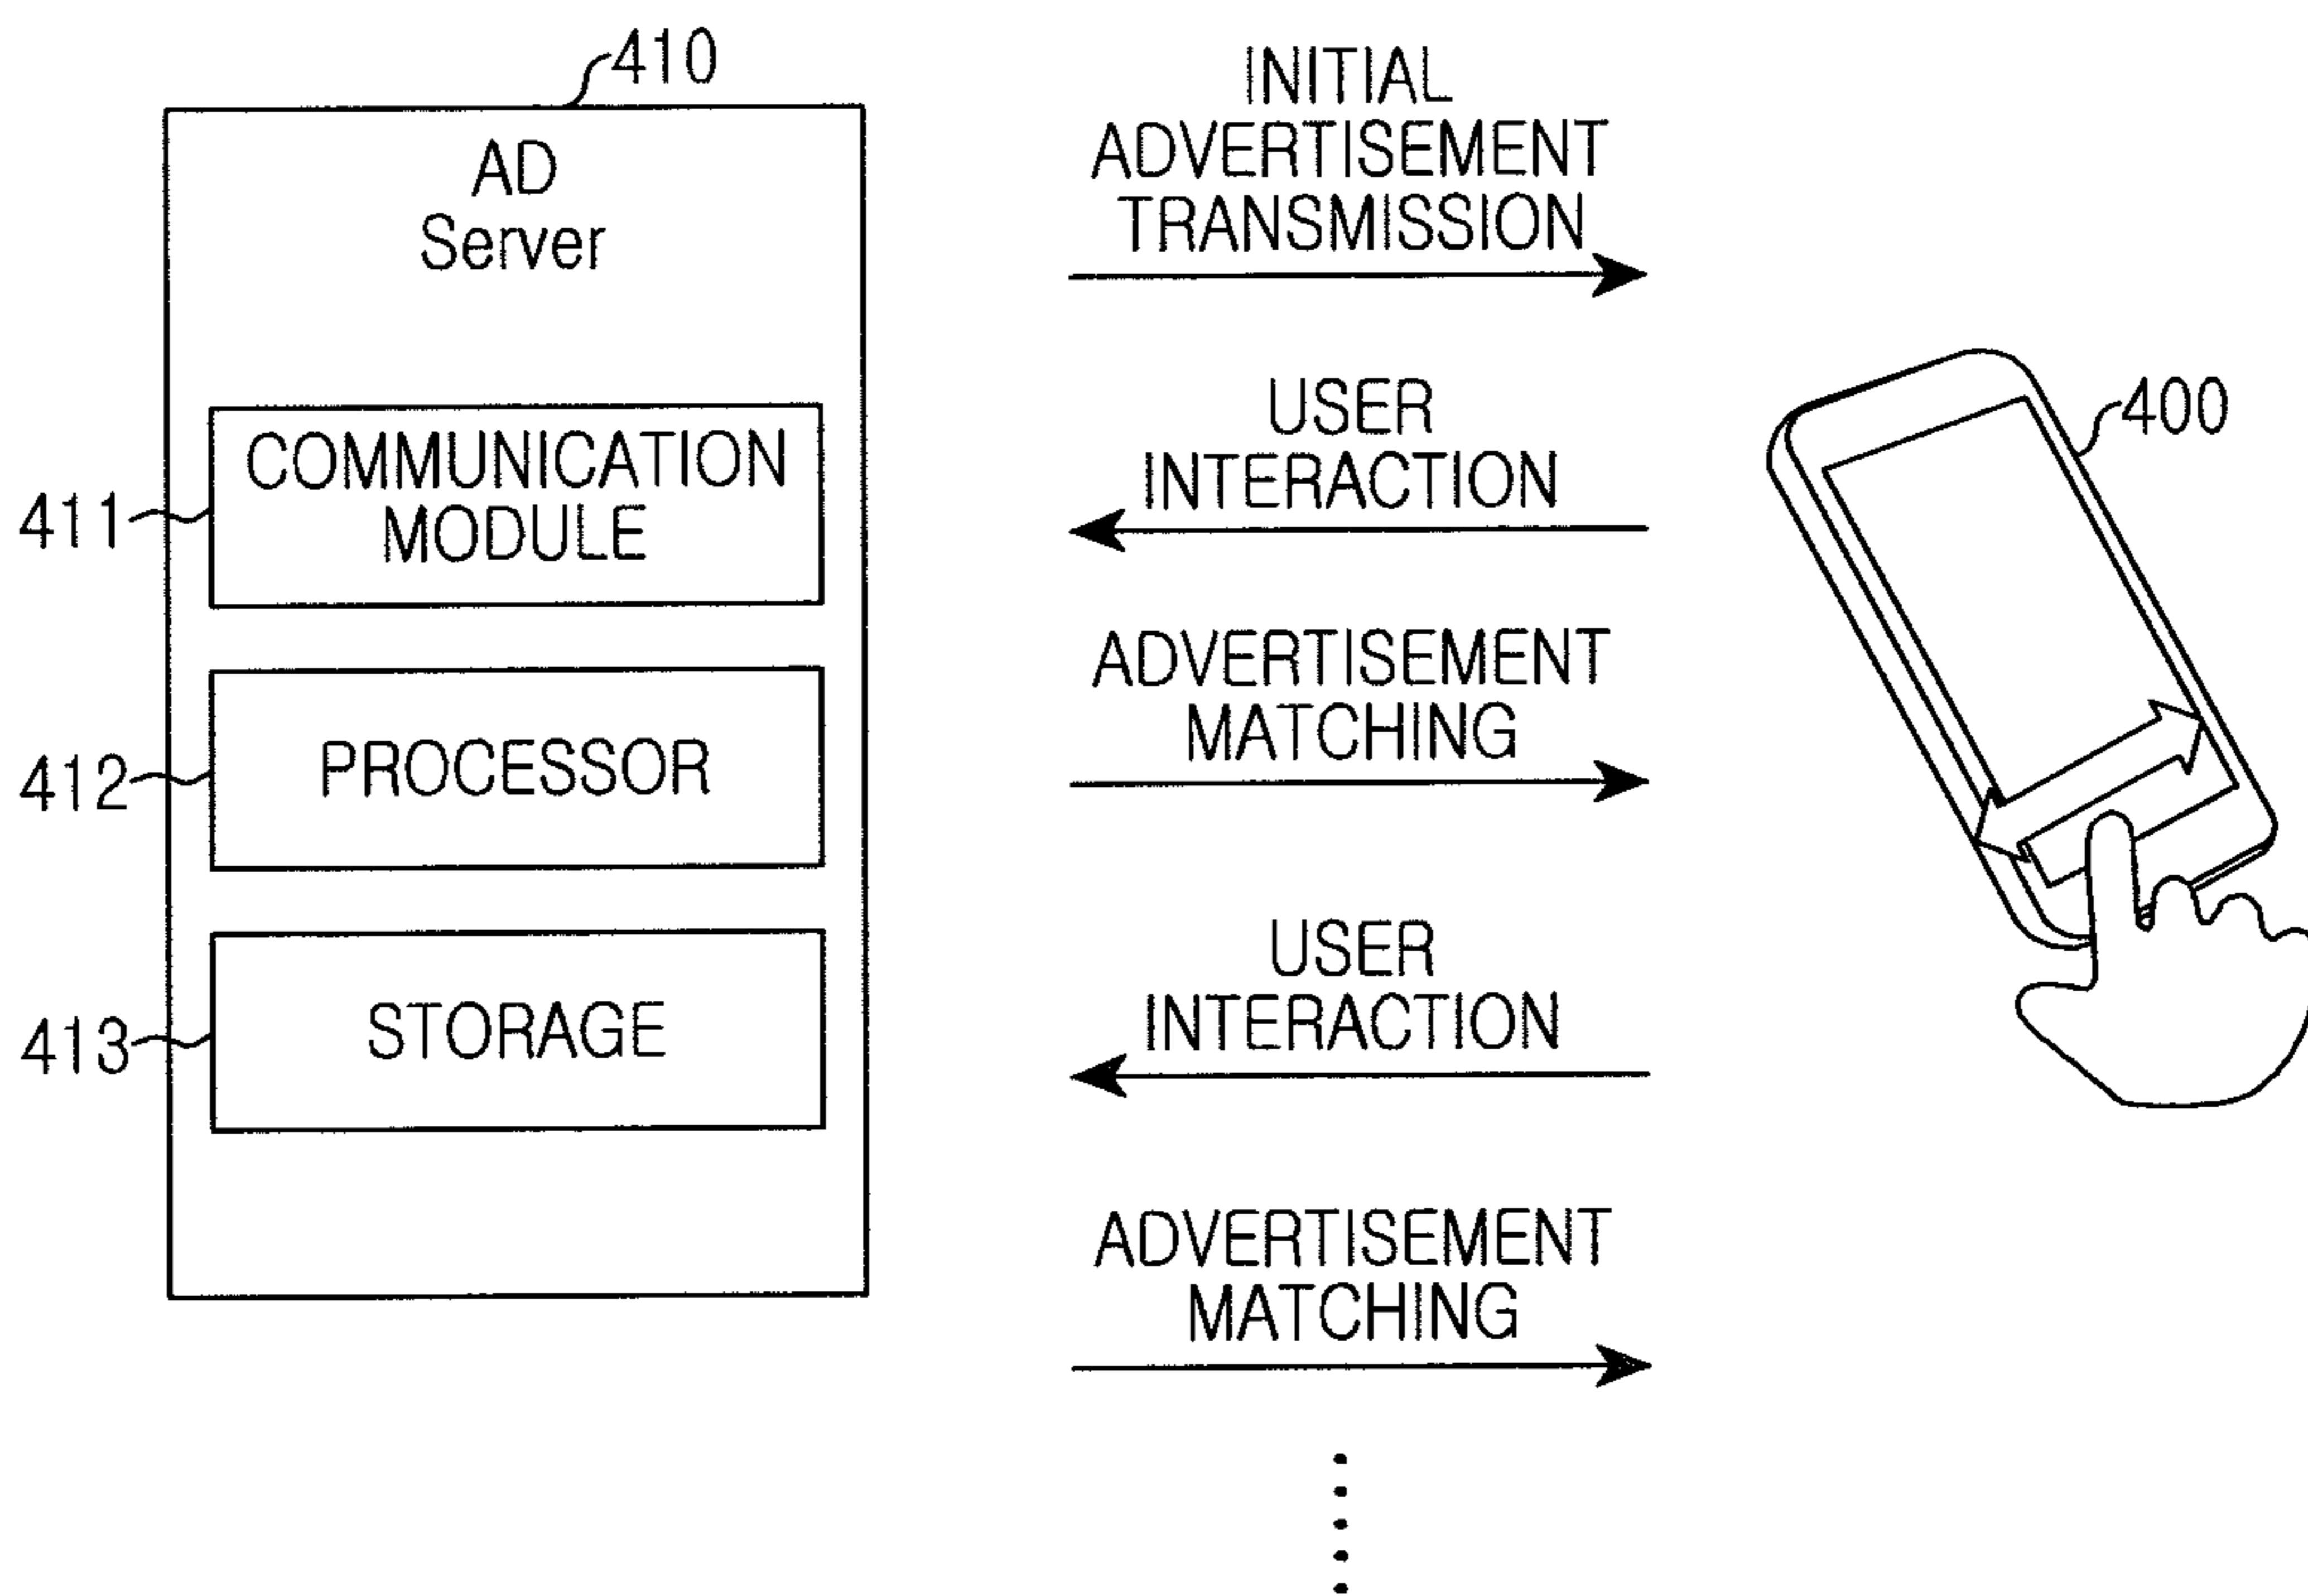 410
AD
Server
COMMUNICATION
MODULE
411
PROCESSOR
412
STORAGE
413
INITIAL
ADVERTISEMENT
TRANSMISSION
USER
INTERACTION
ADVERTISEMENT
MATCHING
USER
INTERACTION
ADVERTISEMENT
MATCHING
400